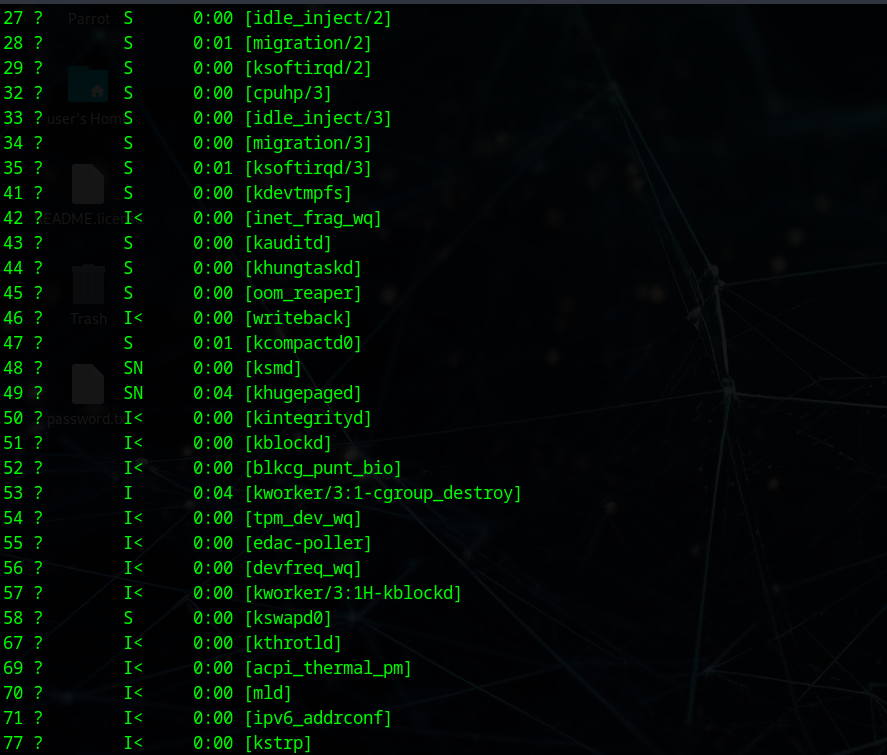 27 ? S 0:00 [idle_inject/2]
28 ? S 0:01 [migration/2]
29 ? S 0:00 [ksoftirqd/2]
32 ? S 0:00 [cpuhp/3]
33 ? S 0:00 [idle_inject/3]
34 ? S 0:00 [migration/3]
35 ? S 0:01 [ksoftirqd/3]
41 ? S 0:00 [kdevtmpfs]
42 ? I< 0:00 [inet_frag_wq]
43 ? S 0:00 [kauditd]
44 ? S 0:00 [khungtaskd]
45 ? S 0:00 [oom_reaper]
46 ? I< 0:00 [writeback]
47 ? S 0:01 [kcompactd0]
48 ? SN 0:00 [ksmd]
49 ? SN 0:04 [khugepaged]
50 ? I< 0:00 [kintegrityd]
51 ? I< 0:00 [kblockd]
52 ? I< 0:00 [blkcg_punt_bio]
53 ? I 0:04 [kworker/3:1-cgroup_destroy]
54 ? I< 0:00 [tpm_dev_wq]
55 ? I< 0:00 [edac-poller]
56 ? I< 0:00 [devfreq_wq]
57 ? I< 0:00 [kworker/3:1H-kblockd]
58 ? S 0:00 [kswapd0]
67 ? I< 0:00 [kthrotld]
69 ? I< 0:00 [acpi_thermal_pm]
70 ? I< 0:00 [mld]
71 ? I< 0:00 [ipv6_addrconf]
77 ? I< 0:00 [kstrp]
Parrot
user's Home
Trash